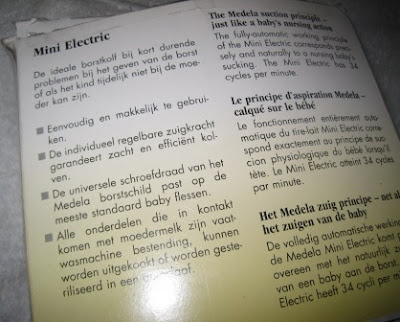 Mini Electric
De ideale borstkolf bij kort durende
problemen bij het geven van de borst
of als het kind tijdelijk niet bij de moe-
der kan zijn.
■ Eenvoudig en makkelijk te gebrui-
ken.
■ De individueel regelbare zuigkracht
garandeert zacht en efficiënt kol-
ven.
■ De universele schroefdraad van het
Medela borstschild past op de
meeste standaard baby flessen.
■ Alle onderdelen die in kontakt
komen met moedermelk zijn vaat-
wasmachine bestending, kunnen
worden uitgekookt of worden geste-
riliseerd in een
The Medela suction principle –
just like a baby's nursing action
The fully-automatic working principle
of the Mini Electric corresponds preci-
sely and naturally to a nursing baby's
sucking. The Mini Electric has 34
cycles per minute.
Le principe d'aspiration Medela –
calqué sur le bébé
Le fonctionnement entièrement auto-
matique du tire-lait Mini Electric corre-
spond exactement au principe de suc-
cion physiologique du bébé lorsqu'il
tète. Le Mini Electric atteint 34 cycles
par minute.
Het Medela zuig principe – net al
het zuigen van de baby
De volledig automatische werking
de Medela Mini Electric komt
overeen met het natuurlijk z
van een baby aan de borst.
Electric heeft 34 cycli per m